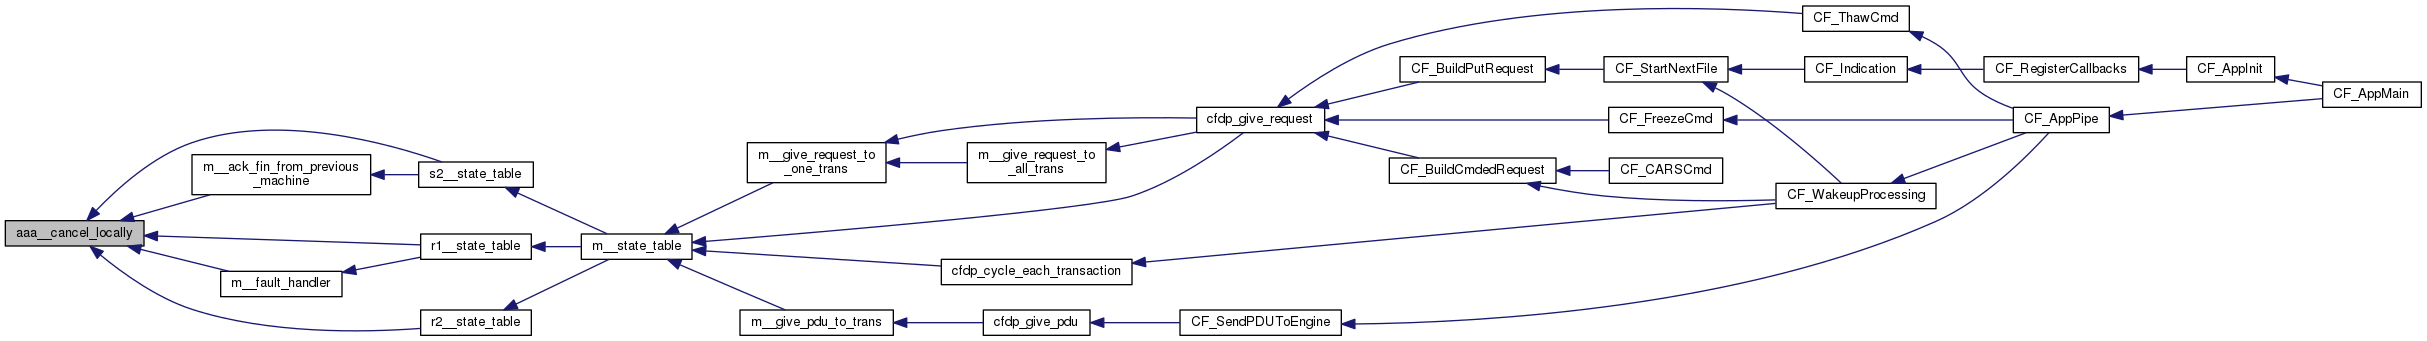 aaa__cancel_locally
m__ack_fin_from_previous
_machine
s2__state_table
r1__state_table
m__fault_handler
r2__state_table
m__state_table
m__give_request_to
_one_trans
m__give_request_to
_all_trans
cfdp_give_request
cfdp_cycle_each_transaction
m__give_pdu_to_trans
cfdp_give_pdu
CF_SendPDUToEngine
CF_ThawCmd
CF_BuildPutRequest
CF_StartNextFile
CF_Indication
CF_RegisterCallbacks
CF_AppInit
CF_AppMain
CF_FreezeCmd
CF_AppPipe
CF_BuildCmdedRequest
CF_CARSCmd
CF_WakeupProcessing